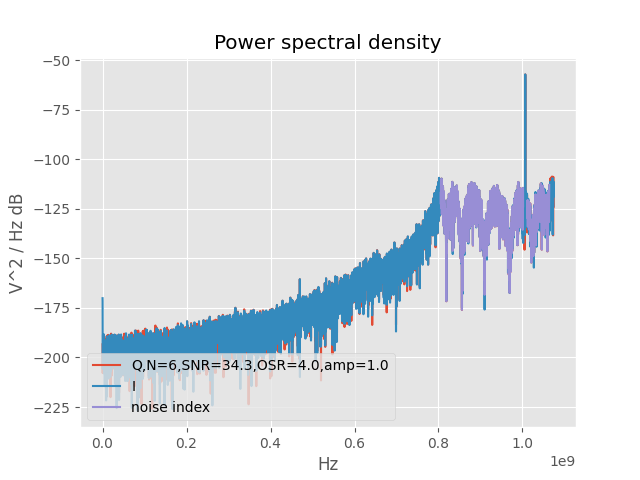 Power spectral density
V^2 / Hz dB
−50
−75
−100
−125
−150
−175
−200
−225
Q,N=6,SNR=34.3,OSR=4.0,amp=1.0
I
noise index
0.0 0.2 0.4 0.6 0.8 1.0
1e9
Hz